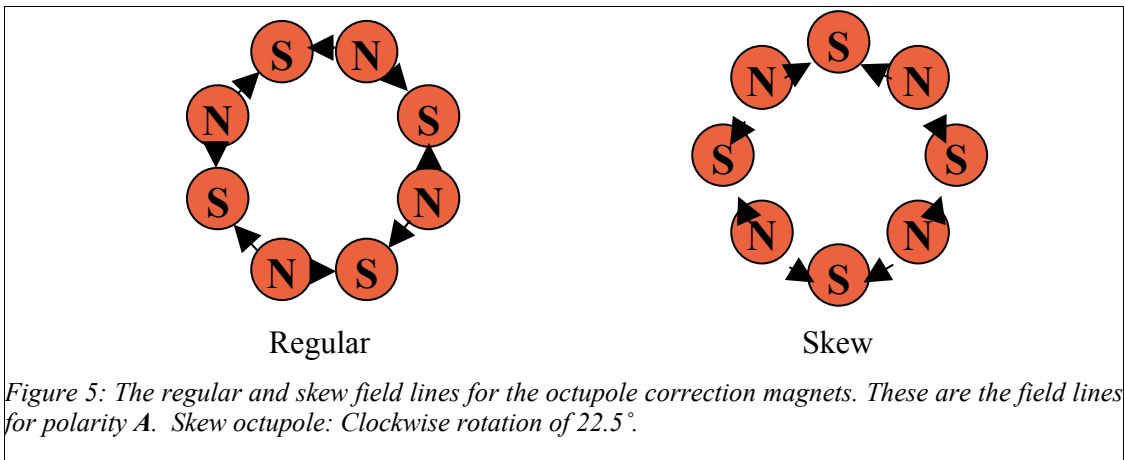 S N
N S
S N
N S
S
N N
S S
N N
S
Regular Skew
Figure 5: The regular and skew field lines for the octupole correction magnets. These are the field lines
for polarity A. Skew octupole: Clockwise rotation of 22.5˚.